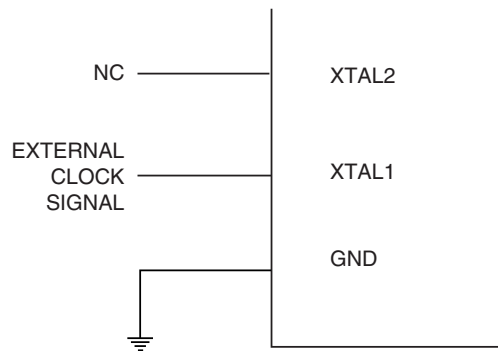 NC
XTAL2
EXTERNAL
CLOCK
SIGNAL
XTAL1
GND